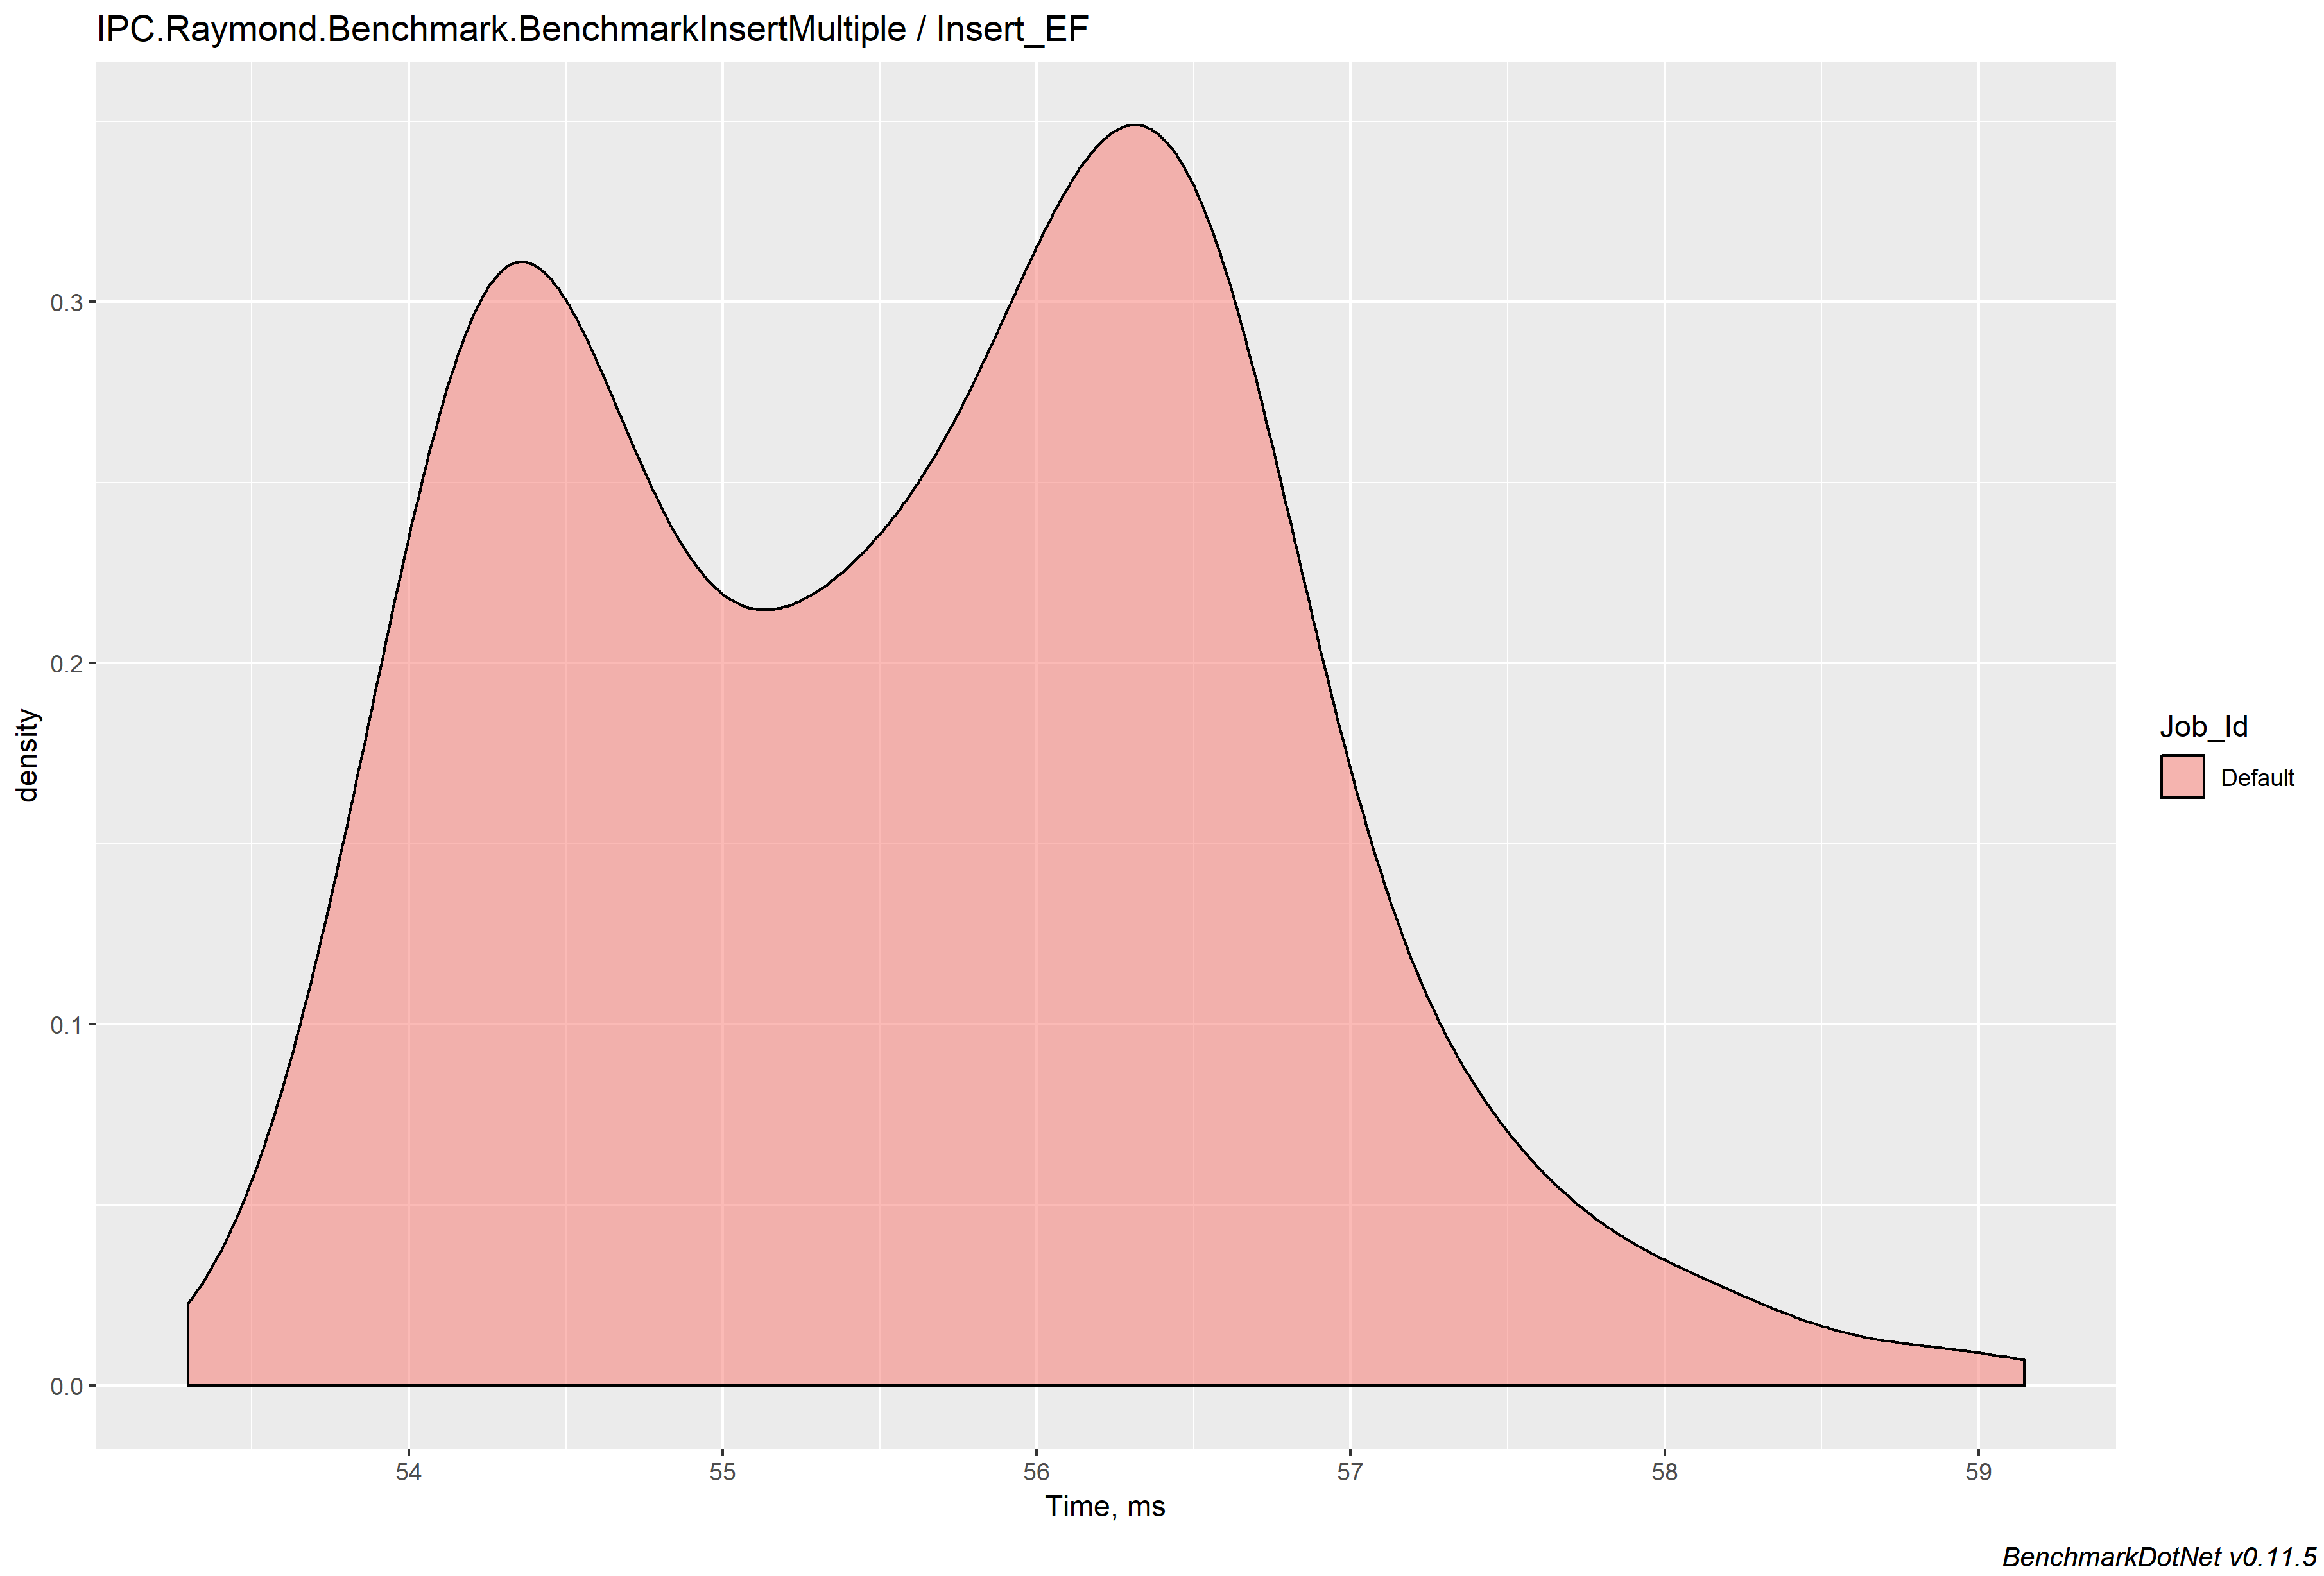 IPC.Raymond.Benchmark.BenchmarkInsertMultiple / Insert_EF
density
0.3
0.2
0.1
0.0
54 55 56 57 58 59
Time, ms
Job_Id
Default
BenchmarkDotNet v0.11.5